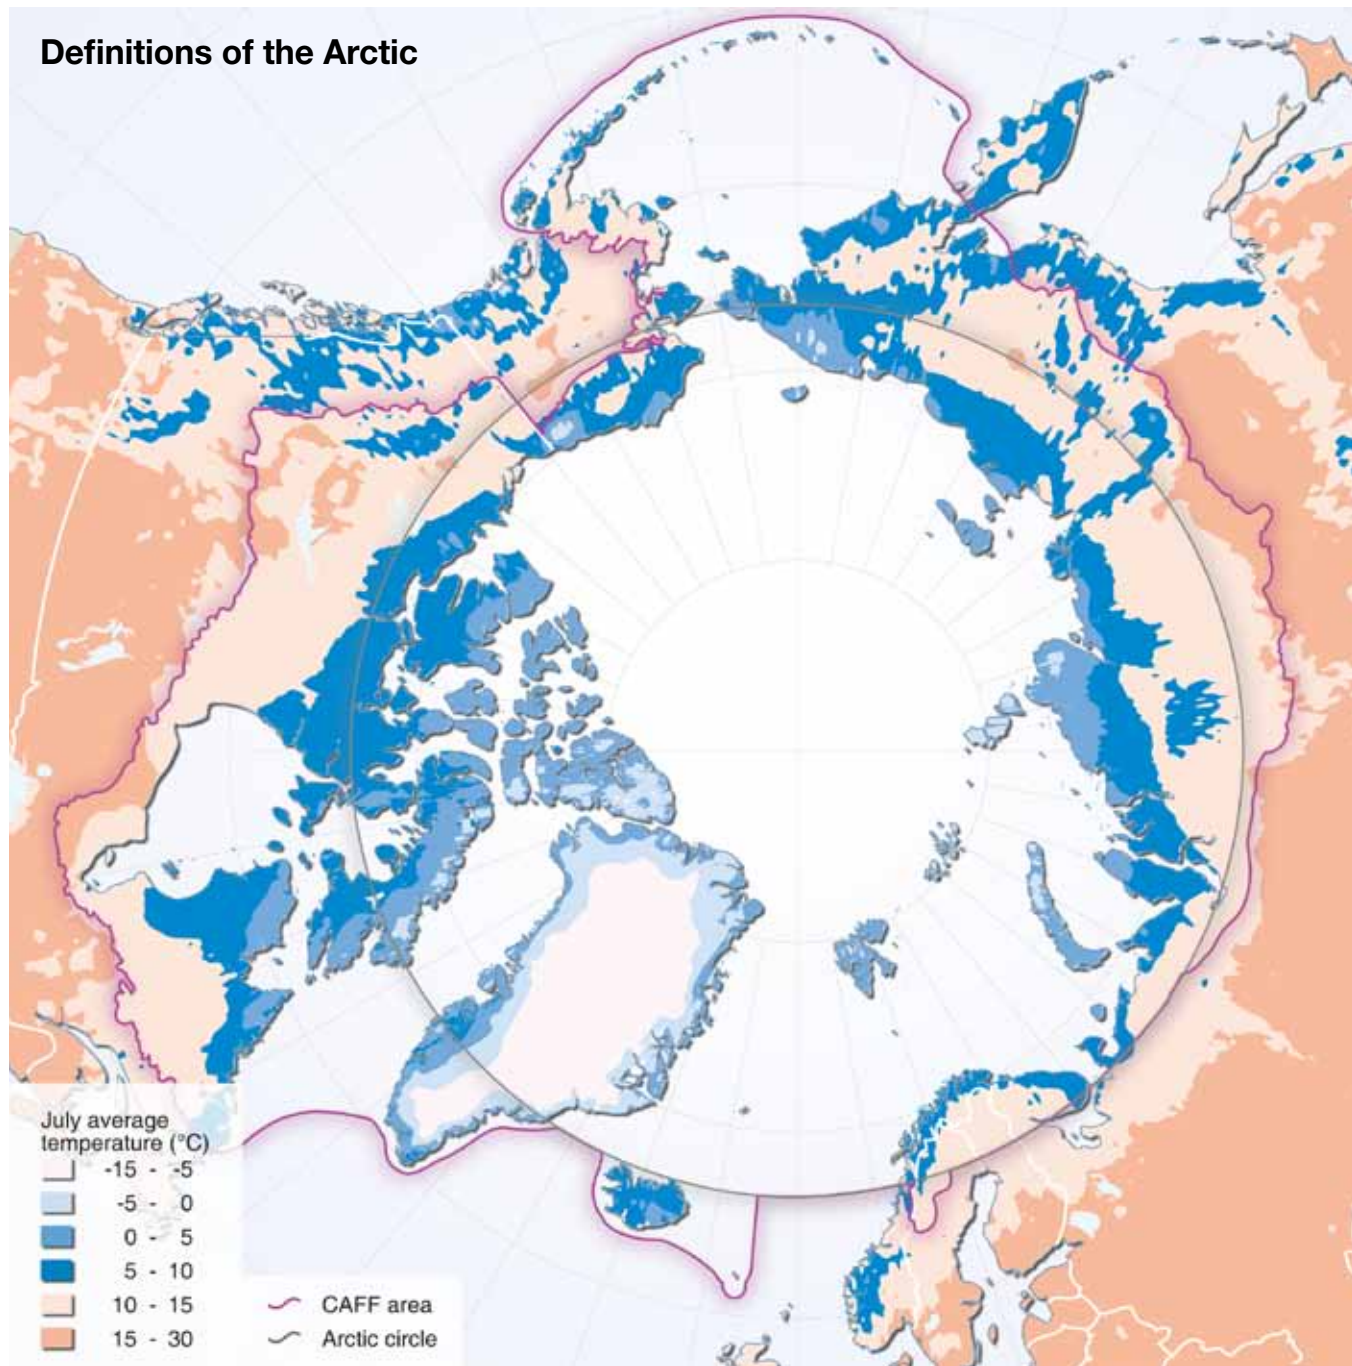 Definitions of the Arctic
July average
temperature (°C)
-15 - -5
-5 - 0
0 - 5
5 - 10
10 - 15
15 - 30
CAFF area
Arctic circle